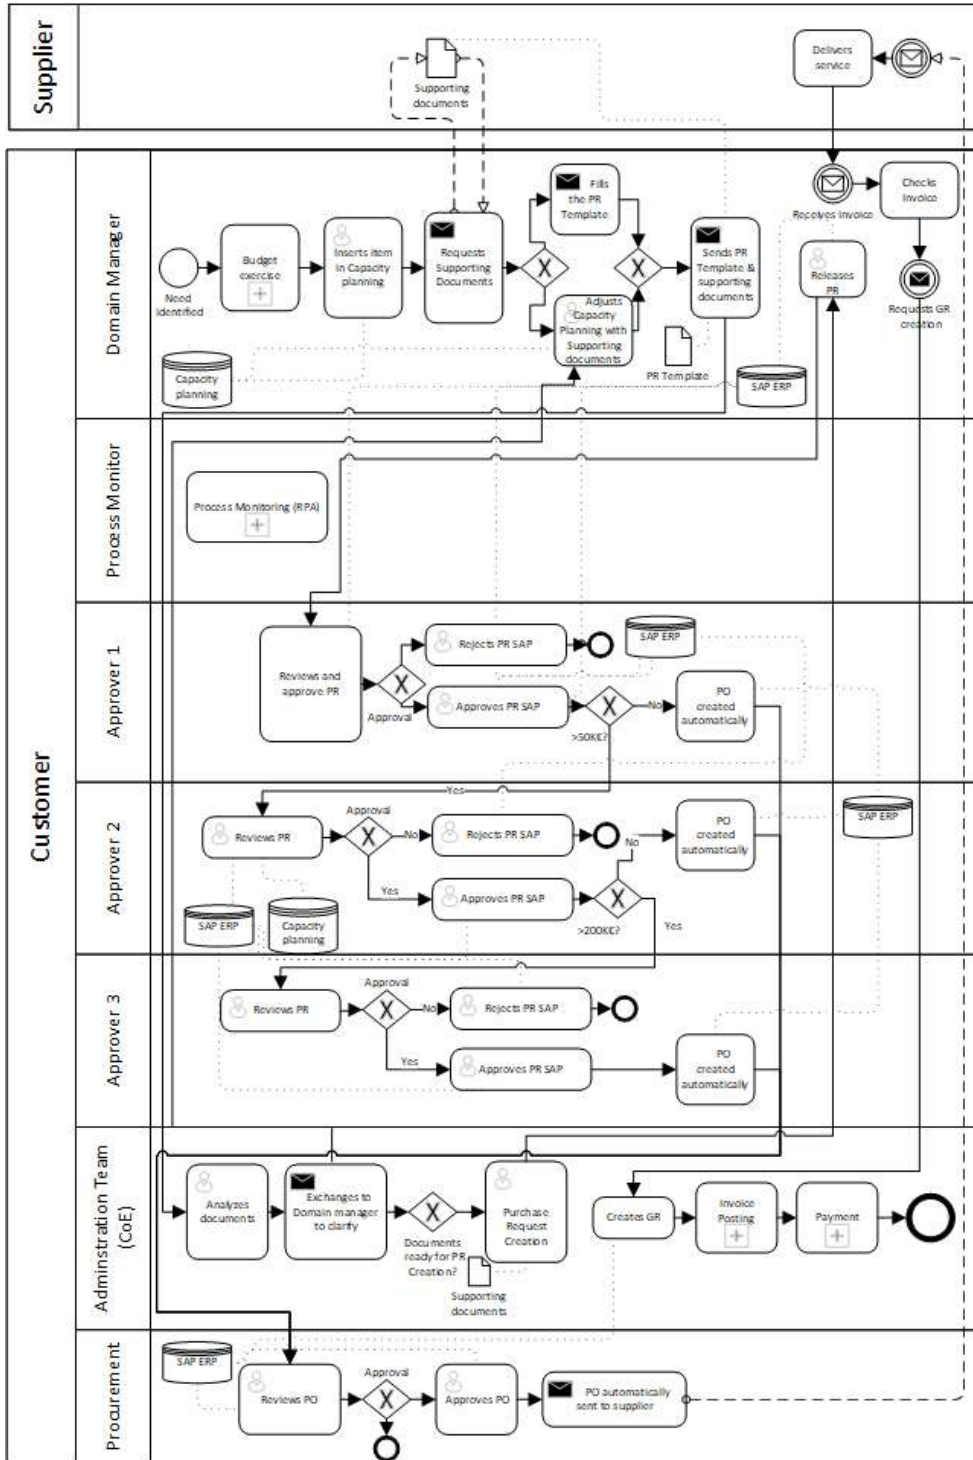 Supplier
Supporting
documents
Delivers
service
Customer
Domain Manager
Need
identified
Budget
exercise
Inserts item
in Capacity
planning
Requests
Supporting
Documents
X
Fills
the PR
Template
X
Adjusts
Capacity
Planning with
Supporting
documents
Sends PR
Template &
supporting
documents
PR Template
Receives Invoice
Checks
Invoice
Releases
PR
Requests GR
creation
Capacity
planning
SAP ERP
Process Monitor
Process Monitoring (RPA)
Approver 1
Reviews and
approve PR
X
Approval
Rejects PR SAP
Approves PR SAP
X
>50K€?
No
SAP ERP
PO
created
automatically
Yes
Approver 2
Reviews PR
Approval
X
No
Rejects PR SAP
Yes
Approves PR SAP
X
>200K€?
No
Yes
PO
created
automatically
SAP ERP
SAP ERP
Capacity
planning
Approver 3
Reviews PR
Approval
X
No
Rejects PR SAP
Yes
Approves PR SAP
PO
created
automatically
Adminstration Team
(CoE)
Analyzes
documents
Exchanges to
Domain manager
to clarify
X
Documents
ready for PR
Creation?
Purchase
Request
Creation
Supporting
documents
Creates GR
Invoice
Posting
Payment
Procurement
SAP ERP
Reviews PO
Approval
X
Approves PO
PO automatically
sent to supplier